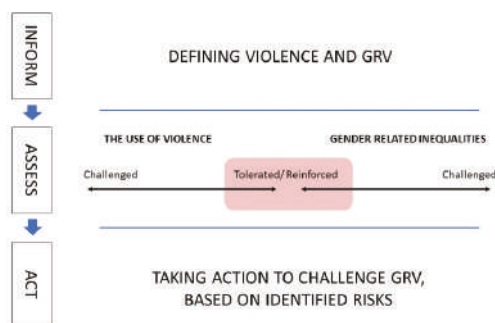 INFORM
DEFINING VIOLENCE AND GRV
ASSESS
THE USE OF VIOLENCE
GENDER RELATED INEQUALITIES
Challenged
Tolerated/Reinforced
Challenged
ACT
TAKING ACTION TO CHALLENGE GRV,
BASED ON IDENTIFIED RISKS